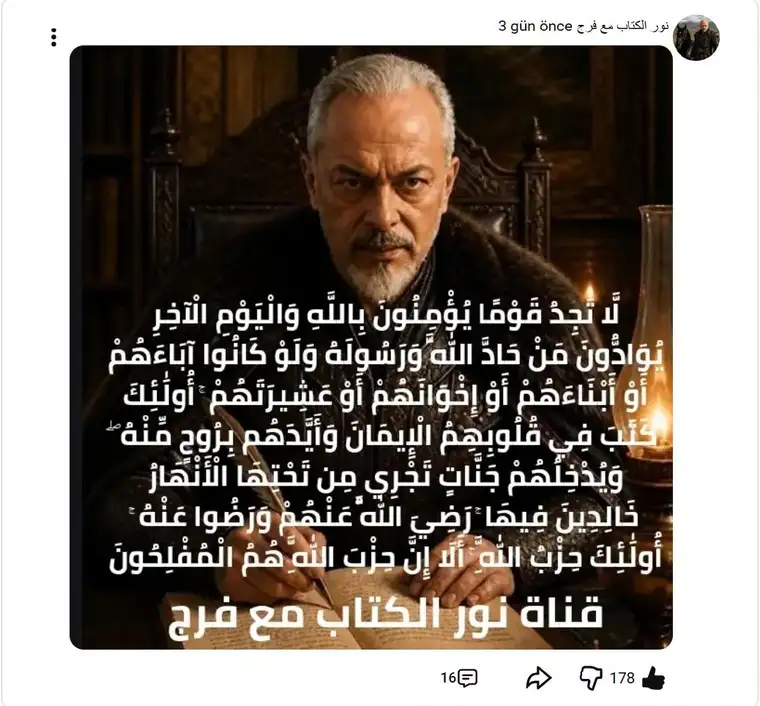 نور الكتاب مع فرج 3 gün önce
لَّا تَجِدُ قَوْمًا يُؤْمِنُونَ بِاللَّهِ وَالْيَوْمِ الْآخِرِ
يُوَادُّونَ مَنْ حَادَّ اللَّهَ وَرَسُولَهُ وَلَوْ كَانُوا آبَاءَهُمْ
أَوْ أَبْنَاءَهُمْ أَوْ إِخْوَانَهُمْ أَوْ عَشِيرَتَهُمْ ۚ أُولَٰئِكَ
كَتَبَ فِي قُلُوبِهِمُ الْإِيمَانَ وَأَيَّدَهُم بِرُوحٍ مِّنْهُ ۖ
وَيُدْخِلُهُمْ جَنَّاتٍ تَجْرِي مِن تَحْتِهَا الْأَنْهَارُ
خَالِدِينَ فِيهَا ۚ رَضِيَ اللَّهُ عَنْهُمْ وَرَضُوا عَنْهُ ۚ
أُولَٰئِكَ حِزْبُ اللَّهِ ۚ أَلَا إِنَّ حِزْبَ اللَّهِ هُمُ الْمُفْلِحُونَ
قناة نور الكتاب مع فرج
178
16